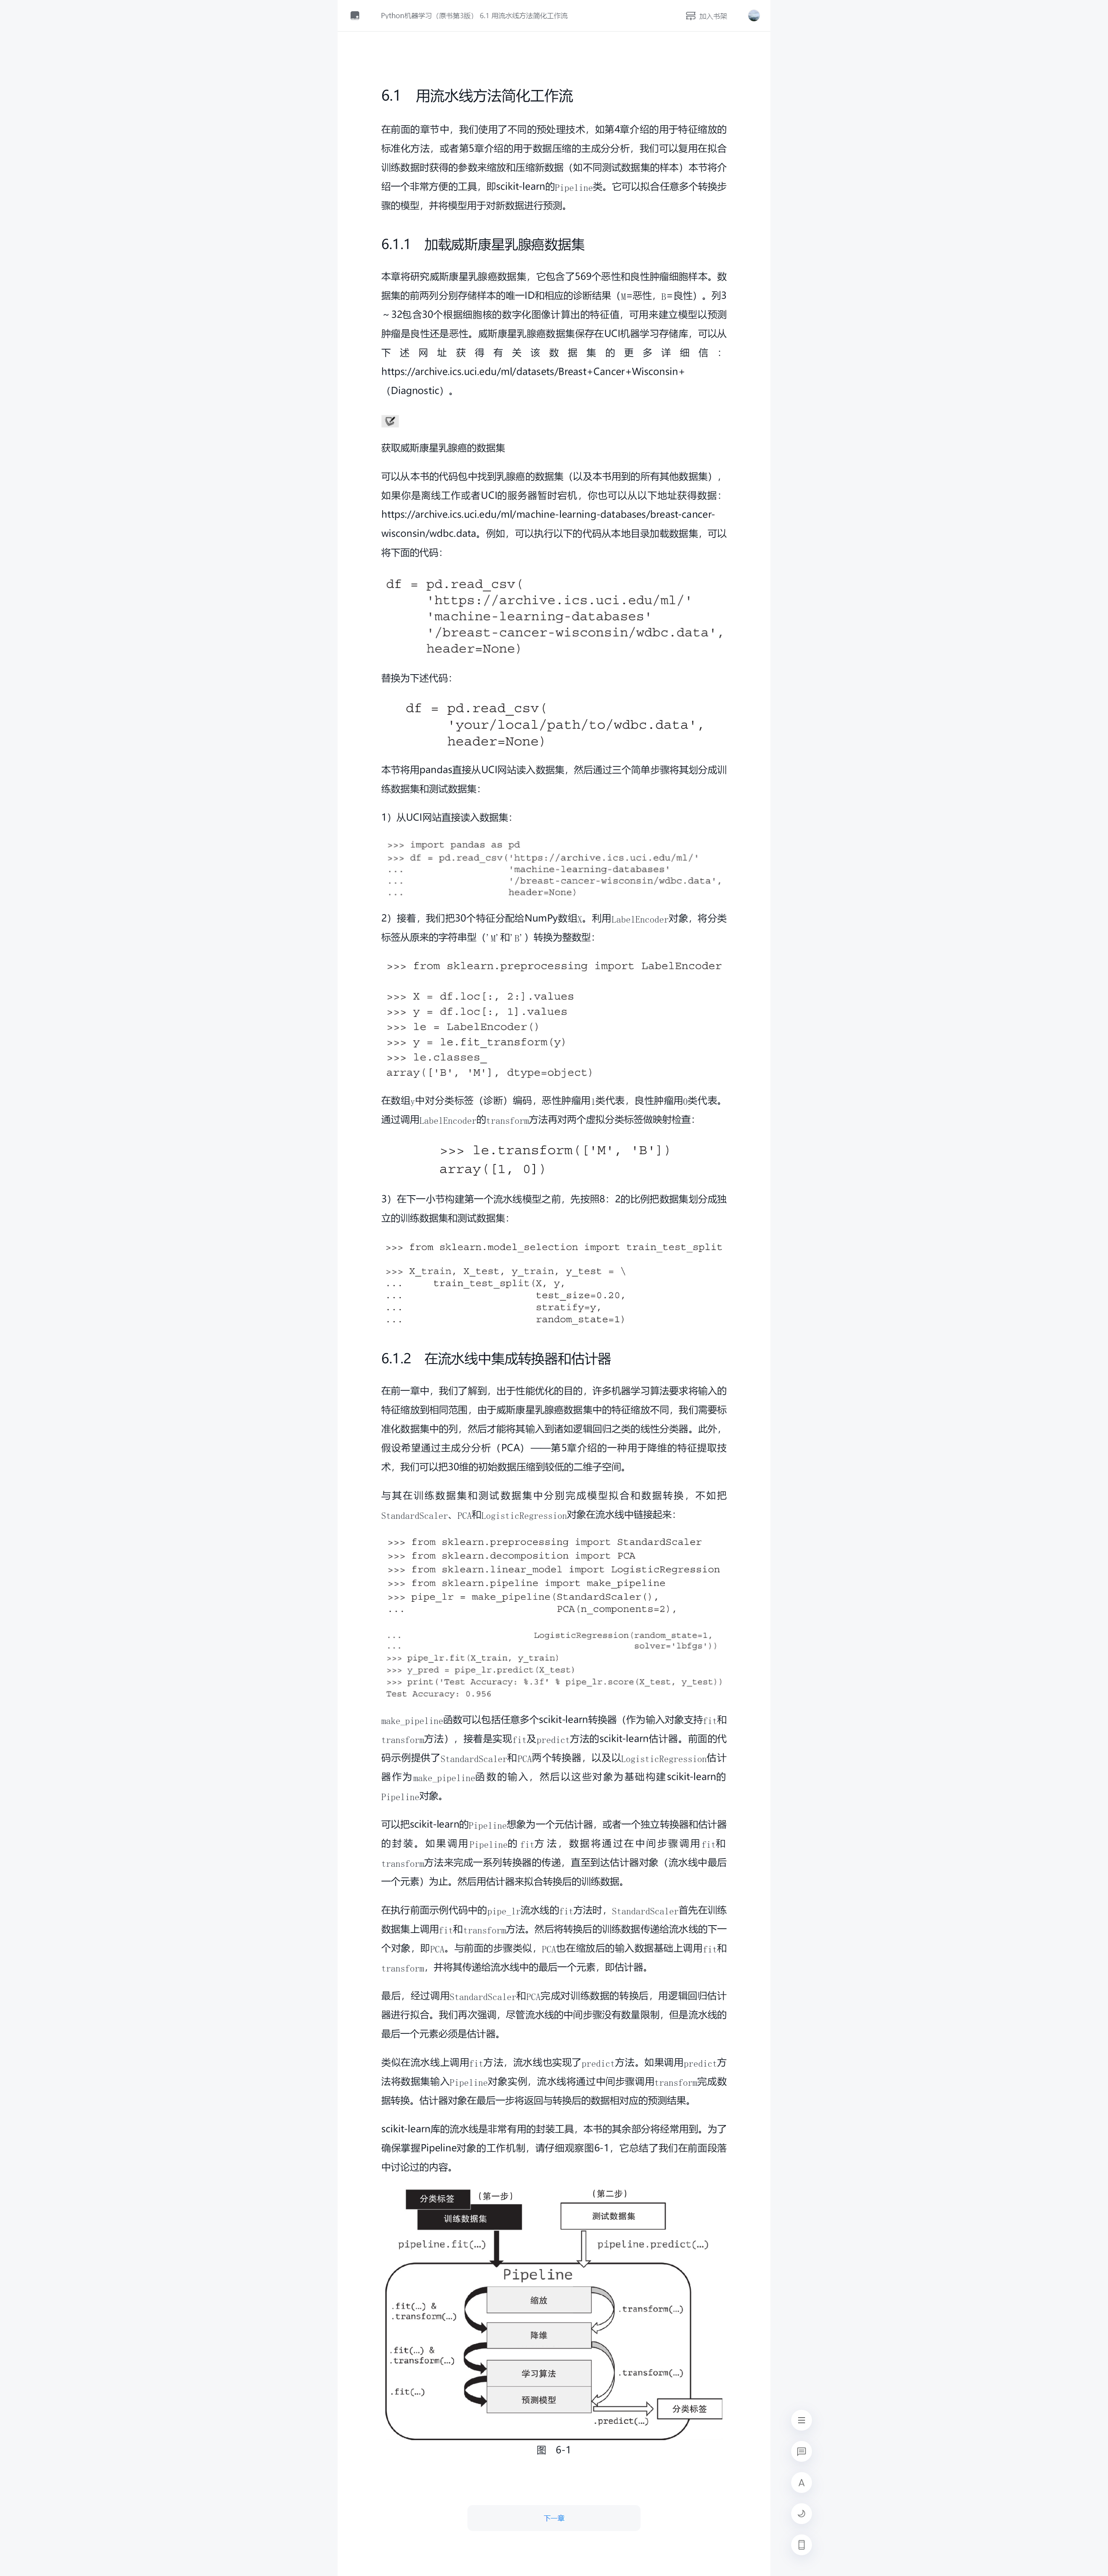 Python机器学习（原书第3版） 6.1 用流水线方法简化工作流
加入书架
6.1 用流水线方法简化工作流
在前面的章节中，我们使用了不同的预处理技术，如第4章介绍的用于特征缩放的
标准化方法，或者第5章介绍的用于数据压缩的主成分分析，我们可以复用在拟合
训练数据时获得的参数来缩放和压缩新数据（如不同测试数据集的样本）本节将介
绍一个非常方便的工具，即scikit-learn的Pipeline类。它可以拟合任意多个转换步
骤的模型，并将模型用于对新数据进行预测。
6.1.1 加载威斯康星乳腺癌数据集
本章将研究威斯康星乳腺癌数据集，它包含了569个恶性和良性肿瘤细胞样本。数
据集的前两列分别存储样本的唯一ID和相应的诊断结果（M=恶性，B=良性）。列3
～32包含30个根据细胞核的数字化图像计算出的特征值，可用来建立模型以预测
肿瘤是良性还是恶性。威斯康星乳腺癌数据集保存在UCI机器学习存储库，可以从
下述网址获得有关该数据集的更多详细信：
https://archive.ics.uci.edu/ml/datasets/Breast+Cancer+Wisconsin+
（Diagnostic）。
获取威斯康星乳腺癌的数据集
可以从本书的代码包中找到乳腺癌的数据集（以及本书用到的所有其他数据集），
如果你是离线工作或者UCI的服务器暂时宕机，你也可以从以下地址获得数据：
https://archive.ics.uci.edu/ml/machine-learning-databases/breast-cancer-
wisconsin/wdbc.data。例如，可以执行以下的代码从本地目录加载数据集，可以
将下面的代码：
df = pd.read_csv(
'https://archive.ics.uci.edu/ml/'
'machine-learning-databases'
'/breast-cancer-wisconsin/wdbc.data',
header=None)
替换为下述代码：
df = pd.read_csv(
'your/local/path/to/wdbc.data',
header=None)
本节将用pandas直接从UCI网站读入数据集，然后通过三个简单步骤将其划分成训
练数据集和测试数据集：
1）从UCI网站直接读入数据集：
>>> import pandas as pd
>>> df = pd.read_csv('https://archive.ics.uci.edu/ml/'
... 'machine-learning-databases'
... '/breast-cancer-wisconsin/wdbc.data',
... header=None)
2）接着，我们把30个特征分配给NumPy数组X。利用LabelEncoder对象，将分类
标签从原来的字符串型（'M'和'B'）转换为整数型：
>>> from sklearn.preprocessing import LabelEncoder
>>> X = df.loc[:, 2:].values
>>> y = df.loc[:, 1].values
>>> le = LabelEncoder()
>>> y = le.fit_transform(y)
>>> le.classes_
array(['B', 'M'], dtype=object)
在数组y中对分类标签（诊断）编码，恶性肿瘤用1类代表，良性肿瘤用0类代表。
通过调用LabelEncoder的transform方法再对两个虚拟分类标签做映射检查：
>>> le.transform(['M', 'B'])
array([1, 0])
3）在下一小节构建第一个流水线模型之前，先按照8：2的比例把数据集划分成独
立的训练数据集和测试数据集：
>>> from sklearn.model_selection import train_test_split
>>> X_train, X_test, y_train, y_test = \
... train_test_split(X, y,
... test_size=0.20,
... stratify=y,
... random_state=1)
6.1.2 在流水线中集成转换器和估计器
在前一章中，我们了解到，出于性能优化的目的，许多机器学习算法要求将输入的
特征缩放到相同范围，由于威斯康星乳腺癌数据集中的特征缩放不同，我们需要标
准化数据集中的列，然后才能将其输入到诸如逻辑回归之类的线性分类器。此外，
假设希望通过主成分分析（PCA）——第5章介绍的一种用于降维的特征提取技
术，我们可以把30维的初始数据压缩到较低的二维子空间。
与其在训练数据集和测试数据集中分别完成模型拟合和数据转换，不如把
StandardScaler、PCA和LogisticRegression对象在流水线中链接起来：
>>> from sklearn.preprocessing import StandardScaler
>>> from sklearn.decomposition import PCA
>>> from sklearn.linear_model import LogisticRegression
>>> from sklearn.pipeline import make_pipeline
>>> pipe_lr = make_pipeline(StandardScaler(),
... PCA(n_components=2),
... LogisticRegression(random_state=1,
... solver='lbfgs'))
>>> pipe_lr.fit(X_train, y_train)
>>> y_pred = pipe_lr.predict(X_test)
>>> print('Test Accuracy: %.3f' % pipe_lr.score(X_test, y_test))
Test Accuracy: 0.956
make_pipeline函数可以包括任意多个scikit-learn转换器（作为输入对象支持fit和
transform方法），接着是实现fit及predict方法的scikit-learn估计器。前面的代
码示例提供了StandardScaler和PCA两个转换器，以及以LogisticRegression估计
器作为make_pipeline函数的输入，然后以这些对象为基础构建scikit-learn的
Pipeline对象。
可以把scikit-learn的Pipeline想象为一个元估计器，或者一个独立转换器和估计器
的封装。如果调用Pipeline的fit方法，数据将通过在中间步骤调用fit和
transform方法来完成一系列转换器的传递，直至到达估计器对象（流水线中最后
一个元素）为止。然后用估计器来拟合转换后的训练数据。
在执行前面示例代码中的pipe_lr流水线的fit方法时，StandardScaler首先在训练
数据集上调用fit和transform方法。然后将转换后的训练数据传递给流水线的下一
个对象，即PCA。与前面的步骤类似，PCA也在缩放后的输入数据基础上调用fit和
transform，并将其传递给流水线中的最后一个元素，即估计器。
最后，经过调用StandardScaler和PCA完成对训练数据的转换后，用逻辑回归估计
器进行拟合。我们再次强调，尽管流水线的中间步骤没有数量限制，但是流水线的
最后一个元素必须是估计器。
类似在流水线上调用fit方法，流水线也实现了predict方法。如果调用predict方
法将数据集输入Pipeline对象实例，流水线将通过中间步骤调用transform完成数
据转换。估计器对象在最后一步将返回与转换后的数据相对应的预测结果。
scikit-learn库的流水线是非常有用的封装工具，本书的其余部分将经常用到。为了
确保掌握Pipeline对象的工作机制，请仔细观察图6-1，它总结了我们在前面段落
中讨论过的内容。
分类标签 （第一步） （第二步）
训练数据集 测试数据集
pipeline.fit(…) pipeline.predict(…)
Pipeline
缩放
.fit(…) &
.transform(…)
.transform(…)
降维
.fit(…) &
.transform(…)
学习算法 .transform(…)
.fit(…) 预测模型 分类标签
.predict(…)
图 6-1
下一章
A